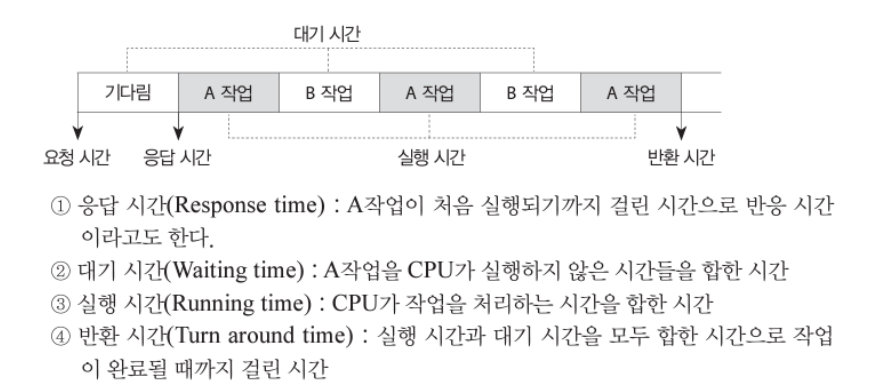 대기 시간
기다림 A 작업 B 작업 A 작업 B 작업 A 작업
요청 시간 응답 시간 실행 시간 반환 시간
① 응답 시간(Response time) : A작업이 처음 실행되기까지 걸린 시간으로 반응 시간
이라고도 한다.
② 대기 시간(Waiting time) : A작업을 CPU가 실행하지 않은 시간들을 합한 시간
③ 실행 시간(Running time) : CPU가 작업을 처리하는 시간을 합한 시간
④ 반환 시간(Turn around time) : 실행 시간과 대기 시간을 모두 합한 시간으로 작업
이 완료될 때까지 걸린 시간